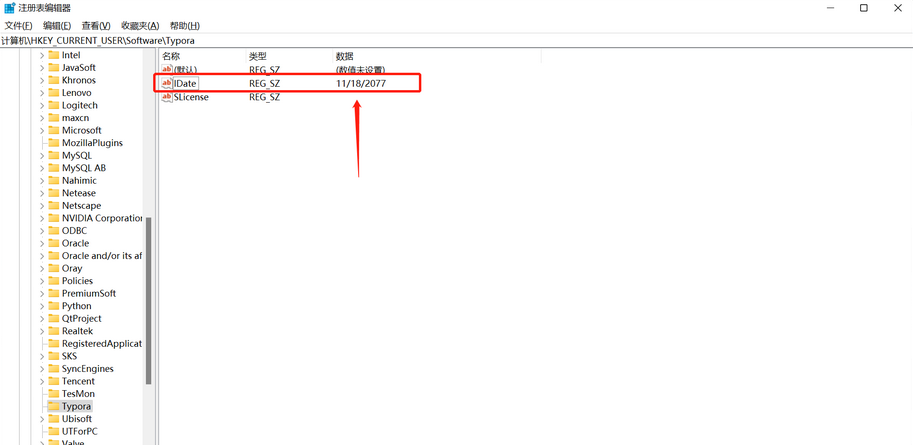 注册表编辑器
文件(F) 编辑(E) 查看(V) 收藏夹(A) 帮助(H)
计算机\HKEY_CURRENT_USER\Software\Typora
名称 类型 数据
(默认) REG_SZ (数值未设置)
IDate REG_SZ 11/18/2077
SLicense REG_SZ
Intel
JavaSoft
Khronos
Lenovo
Logitech
maxcn
Microsoft
MozillaPlugins
MySQL
MySQL AB
Nahimic
Netease
Netscape
NVIDIA Corporation
ODBC
Oracle
Oracle and/or its af
Oray
Policies
PremiumSoft
Python
QtProject
Realtek
RegisteredApplicat
SKS
SyncEngines
Tencent
TesMon
Typora
Ubisoft
UTForPC
Valve